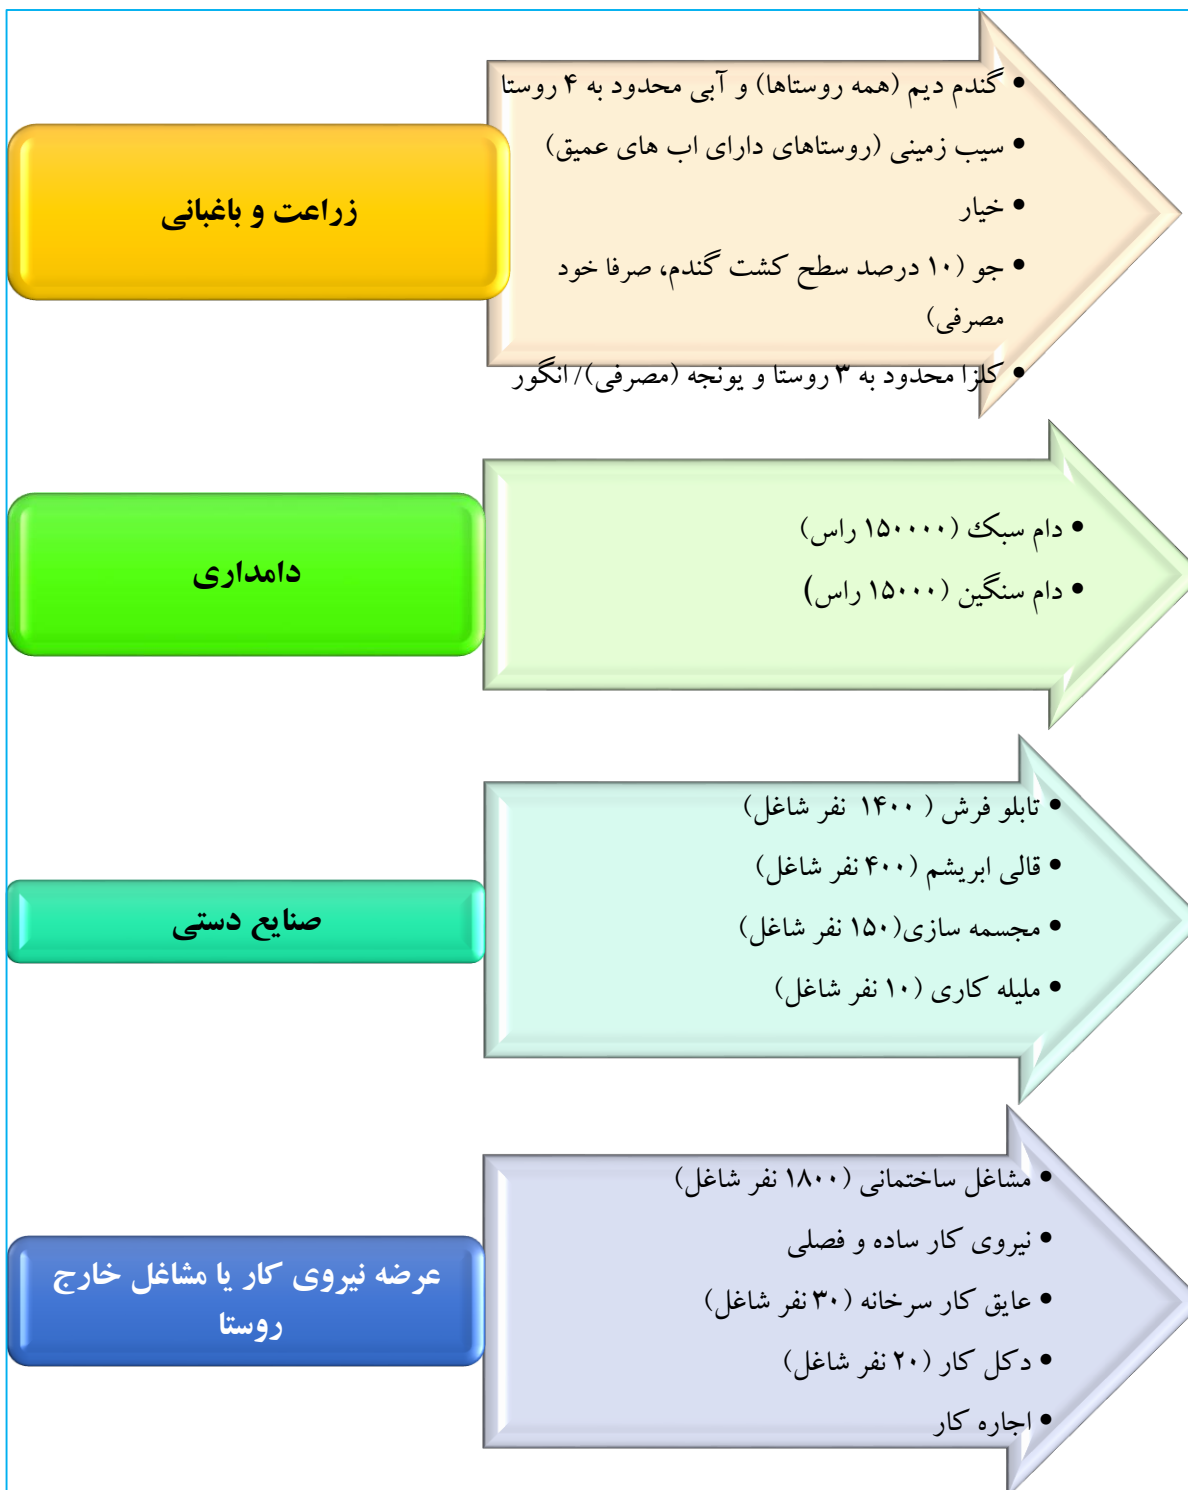 زراعت و باغبانی
• گندم دیم (همه روستاها) و آبی محدود به ۴ روستا
• سیب زمینی (روستاهای دارای اب های عمیق)
• خیار
• جو (۱۰ درصد سطح کشت گندم، صرفا خود
مصرفی)
• کلزا محدود به ۳ روستا و یونجه (مصرفی)/ انگور
دامداری
• دام سبک (۱۵۰۰۰۰ راس)
• دام سنگین (۱۵۰۰۰ راس)
صنایع دستی
• تابلو فرش ( ۱۴۰۰ نفر شاغل)
• قالی ابریشم (۴۰۰ نفر شاغل)
• مجسمه سازی(۱۵۰ نفر شاغل)
• ملیله کاری (۱۰ نفر شاغل)
عرضه نیروی کار یا مشاغل خارج
روستا
• مشاغل ساختمانی (۱۸۰۰ نفر شاغل)
• نیروی کار ساده و فصلی
• عایق کار سرخانه (۳۰ نفر شاغل)
• دکل کار (۲۰ نفر شاغل)
• اجاره کار